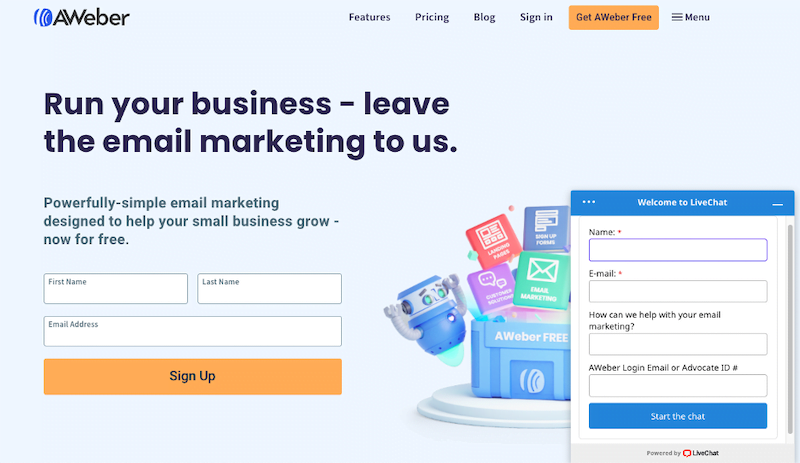 AWeber
Features
Pricing
Blog
Sign in
Get AWeber Free
Menu
Run your business - leave
the email marketing to us.
Powerfully-simple email marketing
designed to help your small business grow -
now for free.
First Name
Last Name
Email Address
Sign Up
LANDING
PAGES
SIGN UP
FORMS
CUSTOMER
SOLUTIONS
EMAIL
MARKETING
AWeber FREE
Welcome to LiveChat
Name: *
E-mail: *
How can we help with your email
marketing?
AWeber Login Email or Advocate ID #
Start the chat
Powered by LiveChat